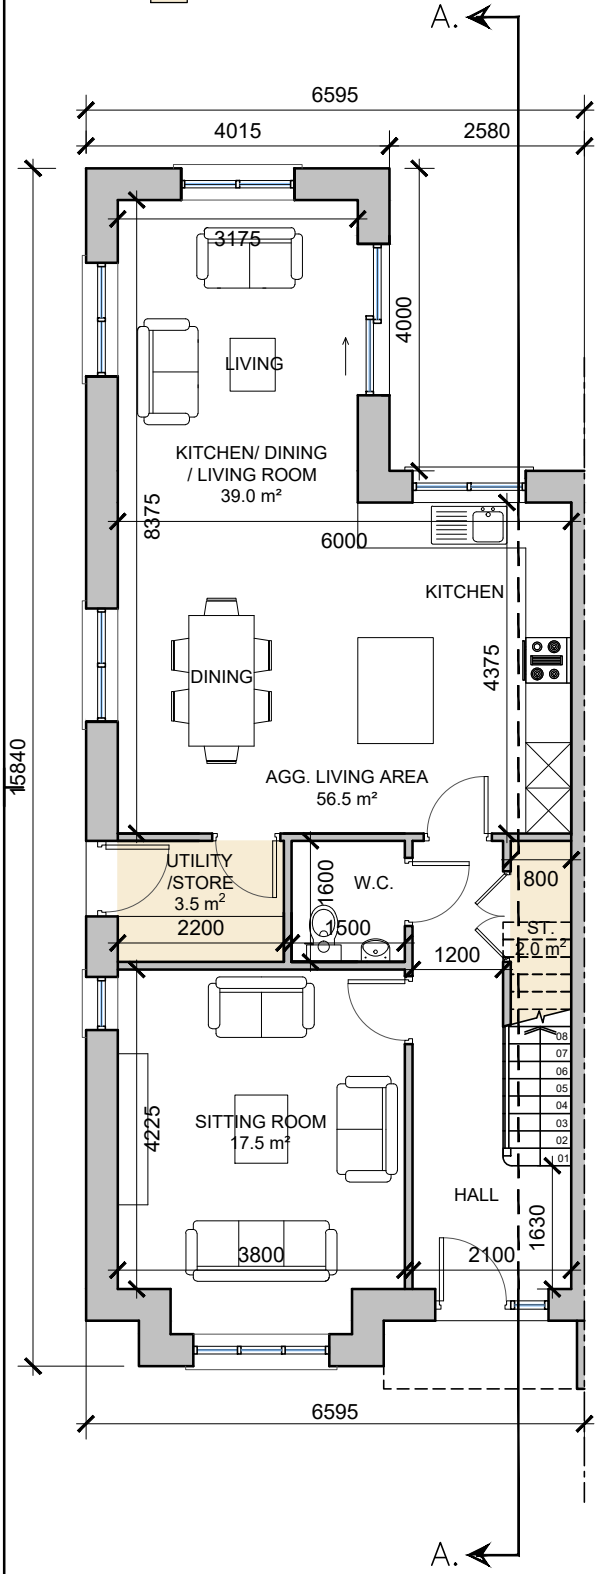 A.
6595
4015
2580
3175
4000
LIVING
KITCHEN/ DINING
/ LIVING ROOM
39.0 m²
8375
6000
KITCHEN
4375
DINING
15840
AGG. LIVING AREA
56.5 m²
UTILITY
/STORE
3.5 m²
2200
1600
W.C.
1500
800
ST.
2.0 m²
1200
08
07
06
05
04
03
02
01
4225
SITTING ROOM
17.5 m²
HALL
1630
3800
2100
6595
A.